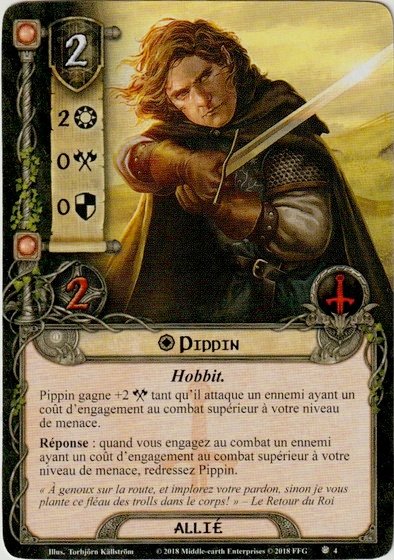 2
2
0
0
2
Pippin
Hobbit.
Pippin gagne +2 tant qu'il attaque un ennemi ayant un
coût d'engagement au combat supérieur à votre niveau
de menace.
Réponse : quand vous engagez au combat un ennemi
ayant un coût d'engagement au combat supérieur à votre
niveau de menace, redressez Pippin.
« À genoux sur la route, et implorez votre pardon, sinon je vous
plante ce fléau des trolls dans le corps! » – Le Retour du Roi
ALLIÉ
Illus. Torbjörn Källström © 2018 Middle-earth Enterprises © 2018 FFG 4